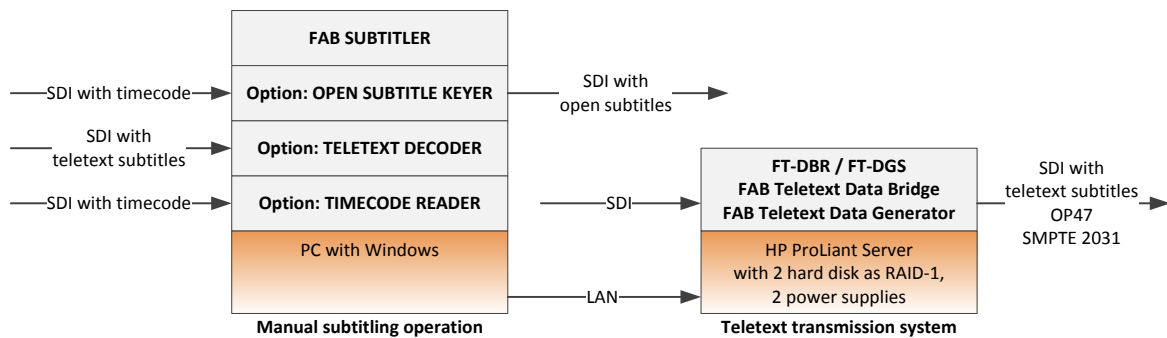 FAB SUBTITLER
SDI with timecode
Option: OPEN SUBTITLE KEYER
SDI with
open subtitles
SDI with
teletext subtitles
Option: TELETEXT DECODER
SDI with timecode
Option: TIMECODE READER
PC with Windows
LAN
Manual subtitling operation
SDI
FT-DBR / FT-DGS
FAB Teletext Data Bridge
FAB Teletext Data Generator
HP ProLiant Server
with 2 hard disk as RAID-1,
2 power supplies
Teletext transmission system
SDI with
teletext subtitles
OP47
SMPTE 2031